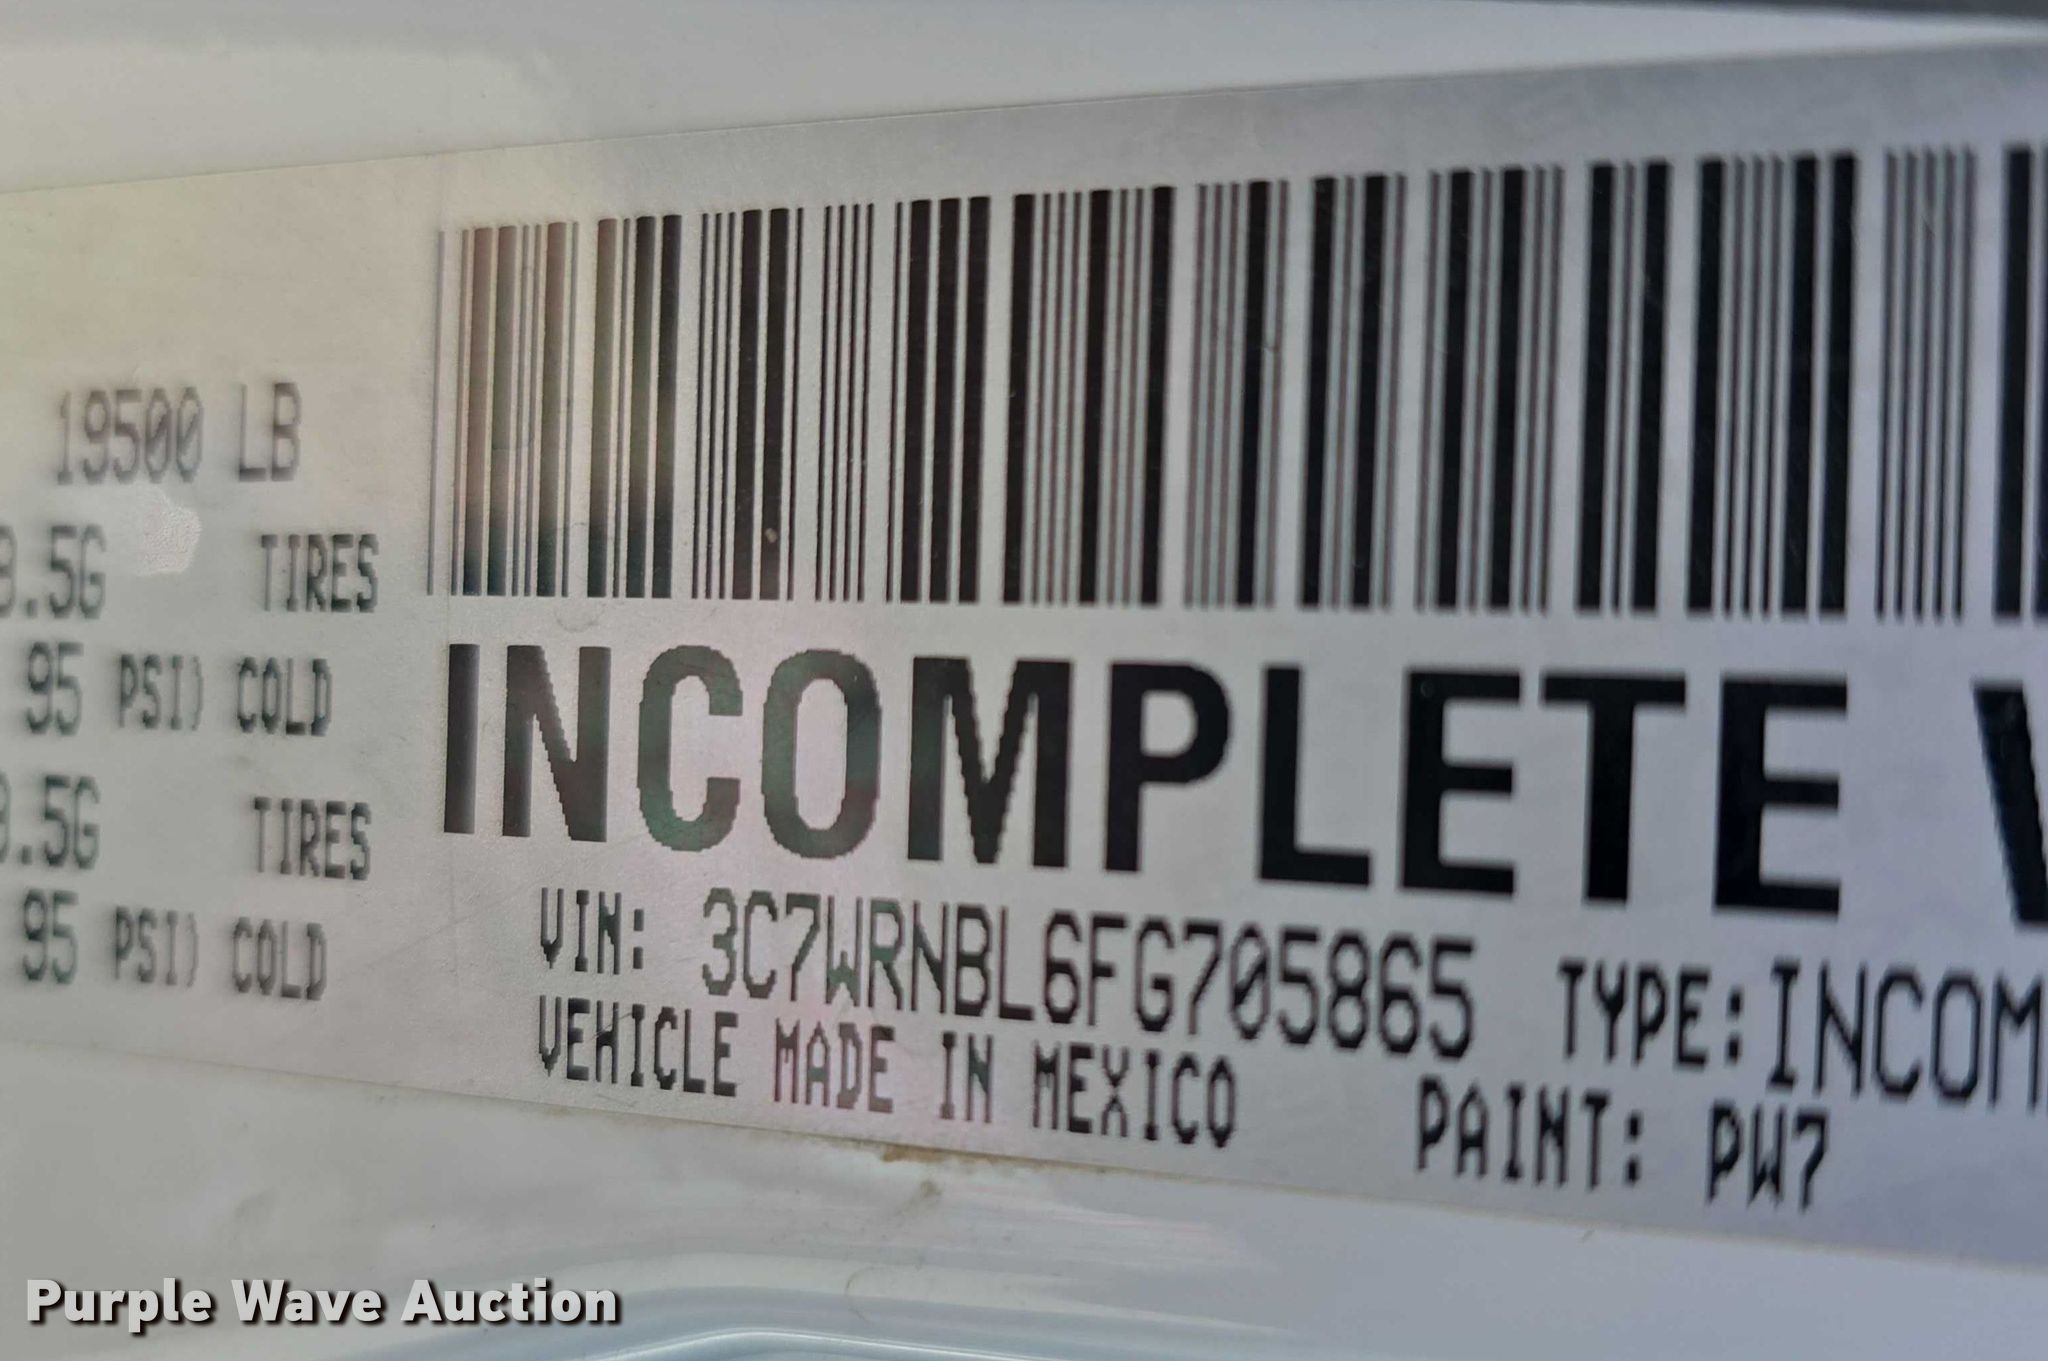 19500 LB
.5G TIRES
95 PSI) COLD
.5G TIRES
95 PSI) COLD
INCOMPLETE V
VIN: 3C7WRNBL6FG705865 TYPE:INCOM
VEHICLE MADE IN MEXICO PAINT: PW7
Purple Wave Auction